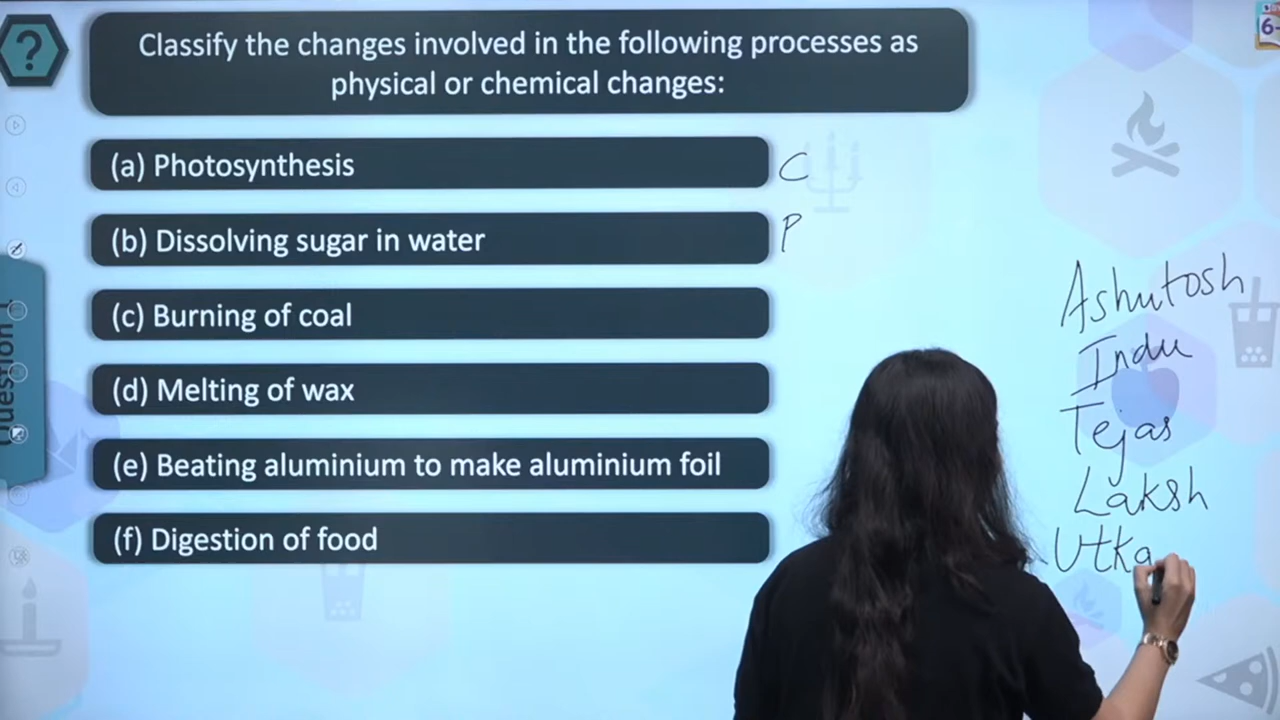 ?
Classify the changes involved in the following processes as
physical or chemical changes:
(a) Photosynthesis
C
(b) Dissolving sugar in water
P
(c) Burning of coal
(d) Melting of wax
(e) Beating aluminium to make aluminium foil
(f) Digestion of food
Question
Ashutosh
Indu
Tejas
Laksh
Utka
6